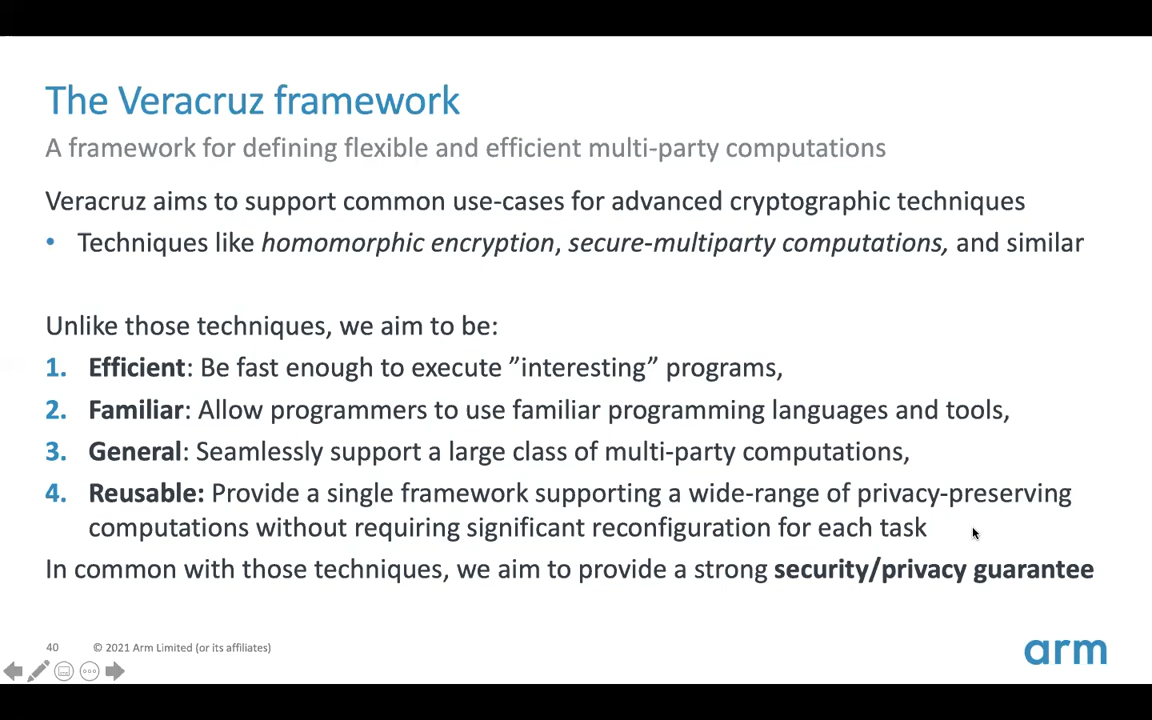 The Veracruz framework
A framework for defining flexible and efficient multi-party computations
Veracruz aims to support common use-cases for advanced cryptographic techniques
• Techniques like homomorphic encryption, secure-multiparty computations, and similar
Unlike those techniques, we aim to be:
1. Efficient: Be fast enough to execute ”interesting” programs,
2. Familiar: Allow programmers to use familiar programming languages and tools,
3. General: Seamlessly support a large class of multi-party computations,
4. Reusable: Provide a single framework supporting a wide-range of privacy-preserving
computations without requiring significant reconfiguration for each task
In common with those techniques, we aim to provide a strong security/privacy guarantee
40 © 2021 Arm Limited (or its affiliates)
arm